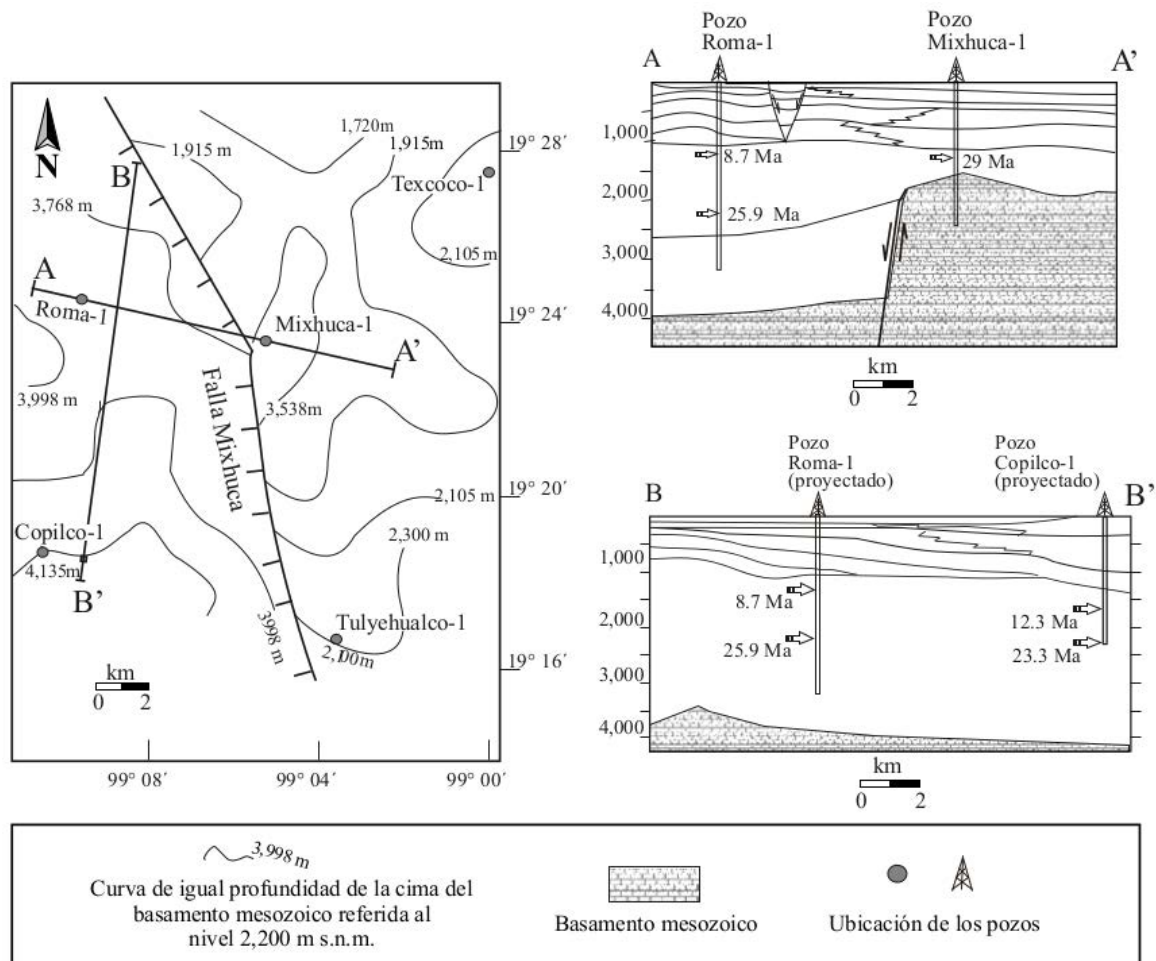 N
B
A
Roma-1
Mixhuca-1
A'
Texcoco-1
Copilco-1
B'
Tulyehualco-1
Falla Mixhuca
1,720m
1,915 m
1,915m
3,768 m
2,105 m
3,998 m
3,538m
2,105 m
2,300 m
4,135m
3998 m
2,100m
km
0 2
19° 28´
19° 24´
19° 20´
19° 16´
99° 08´ 99° 04´ 99° 00´
Pozo
Roma-1
Pozo
Mixhuca-1
A A'
1,000
2,000
3,000
4,000
8.7 Ma
29 Ma
25.9 Ma
km
0 2
Pozo
Roma-1
(proyectado)
Pozo
Copilco-1
(proyectado)
B B'
1,000
2,000
3,000
4,000
8.7 Ma
12.3 Ma
25.9 Ma
23.3 Ma
km
0 2
3,998 m
Curva de igual profundidad de la cima del
basamento mesozoico referida al
nivel 2,200 m s.n.m.
Basamento mesozoico
Ubicación de los pozos